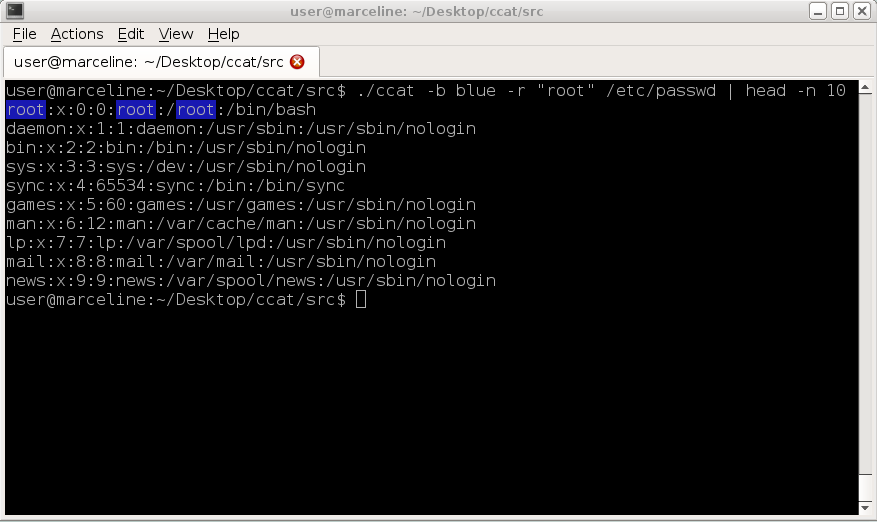 user@marceline: ~/Desktop/ccat/src
File Actions Edit View Help
user@marceline: ~/Desktop/ccat/src
user@marceline:~/Desktop/ccat/src$ ./ccat -b blue -r "root" /etc/passwd | head -n 10
root:x:0:0:root:/root:/bin/bash
daemon:x:1:1:daemon:/usr/sbin:/usr/sbin/nologin
bin:x:2:2:bin:/bin:/usr/sbin/nologin
sys:x:3:3:sys:/dev:/usr/sbin/nologin
sync:x:4:65534:sync:/bin:/bin/sync
games:x:5:60:games:/usr/games:/usr/sbin/nologin
man:x:6:12:man:/var/cache/man:/usr/sbin/nologin
lp:x:7:7:lp:/var/spool/lpd:/usr/sbin/nologin
mail:x:8:8:mail:/var/mail:/usr/sbin/nologin
news:x:9:9:news:/var/spool/news:/usr/sbin/nologin
user@marceline:~/Desktop/ccat/src$